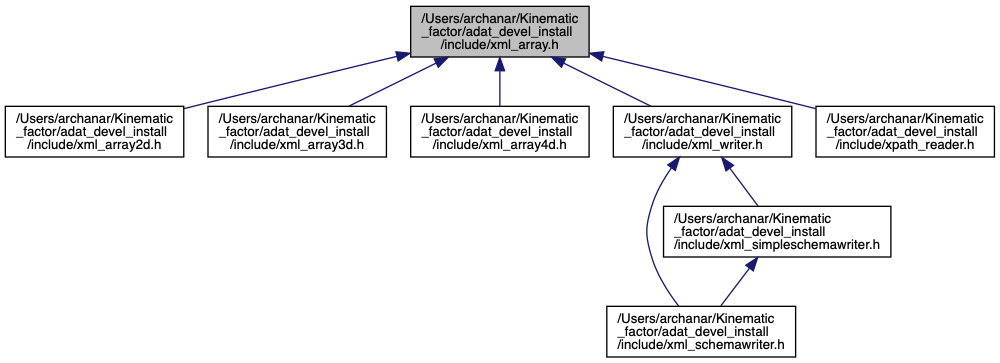 /Users/archanar/Kinematic
_factor/adat_devel_install
/include/xml_array.h
/Users/archanar/Kinematic
_factor/adat_devel_install
/include/xml_array2d.h
/Users/archanar/Kinematic
_factor/adat_devel_install
/include/xml_array3d.h
/Users/archanar/Kinematic
_factor/adat_devel_install
/include/xml_array4d.h
/Users/archanar/Kinematic
_factor/adat_devel_install
/include/xml_writer.h
/Users/archanar/Kinematic
_factor/adat_devel_install
/include/xpath_reader.h
/Users/archanar/Kinematic
_factor/adat_devel_install
/include/xml_simpleschemawriter.h
/Users/archanar/Kinematic
_factor/adat_devel_install
/include/xml_schemawriter.h